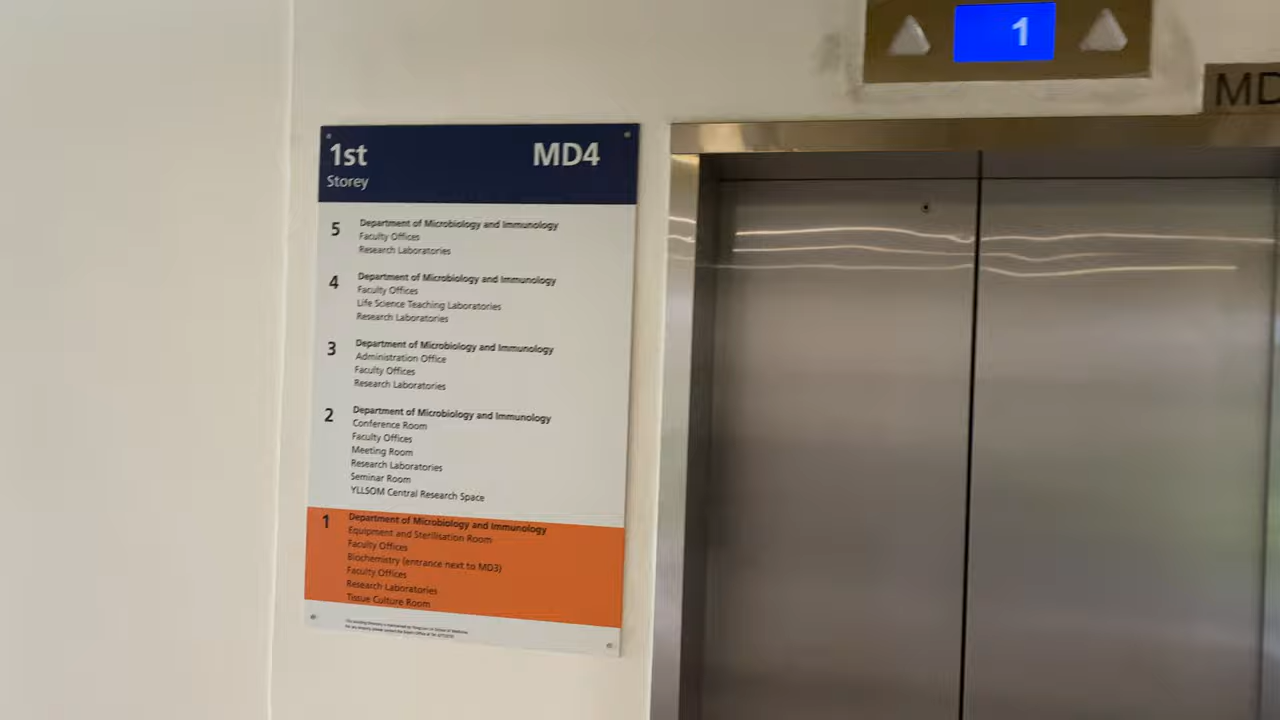 1
MD
1st
MD4
Storey
5
Department of Microbiology and Immunology
Faculty Offices
Research Laboratories
4
Department of Microbiology and Immunology
Faculty Offices
Life Science Teaching Laboratories
Research Laboratories
3
Department of Microbiology and Immunology
Administration Office
Faculty Offices
Research Laboratories
2
Department of Microbiology and Immunology
Conference Room
Faculty Offices
Meeting Room
Research Laboratories
Seminar Room
YLLSOM Central Research Space
1
Department of Microbiology and Immunology
Equipment and Sterilisation Room
Faculty Offices
Biochemistry (entrance next to MD3)
Faculty Offices
Research Laboratories
Tissue Culture Room